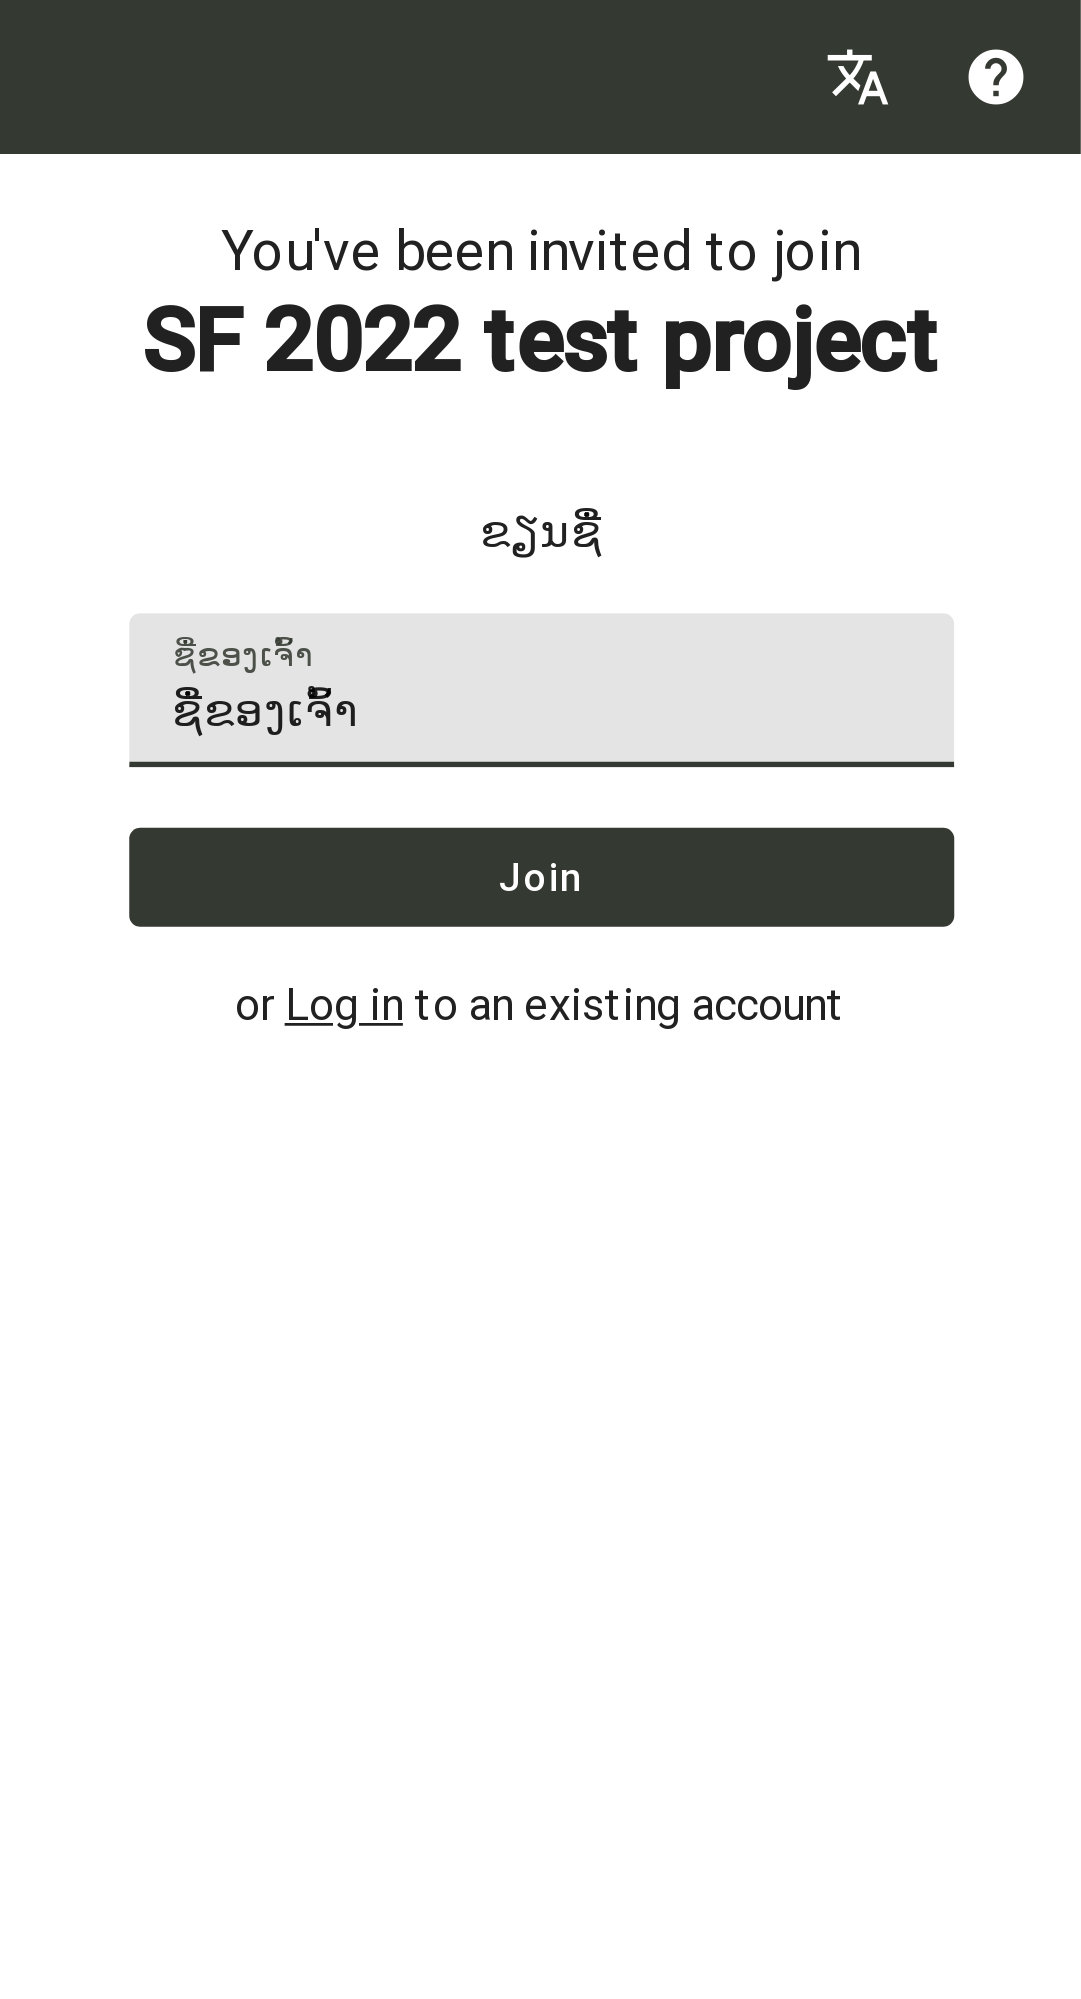 You've been invited to join
SF 2022 test project
ຂຽນຊື່
ຊື່ຂອງເຈົ້າ
ຊື່ຂອງເຈົ້າ
Join
or Log in to an existing account